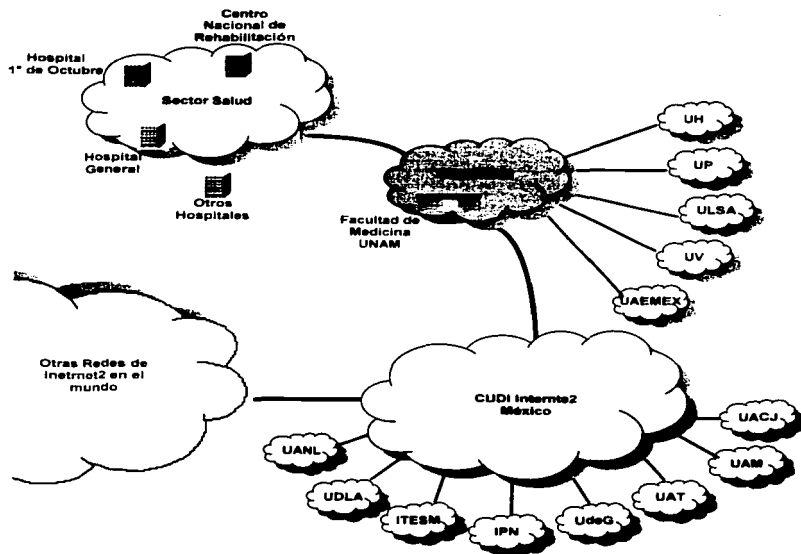 Centro
Nacional de
Rehabilitación
Hospital
1° de Octubre
Sector Salud
Hospital
General
Otros
Hospitales
Facultad de
Medicina
UNAM
UH
UP
ULSA
UV
UAEMEX
Otras Redes de
Inetrnot2 en el
mundo
CUDI Internte2
México
UACJ
UAM
UAT
UdeG
IPN
ITESM
UDLA
UANL